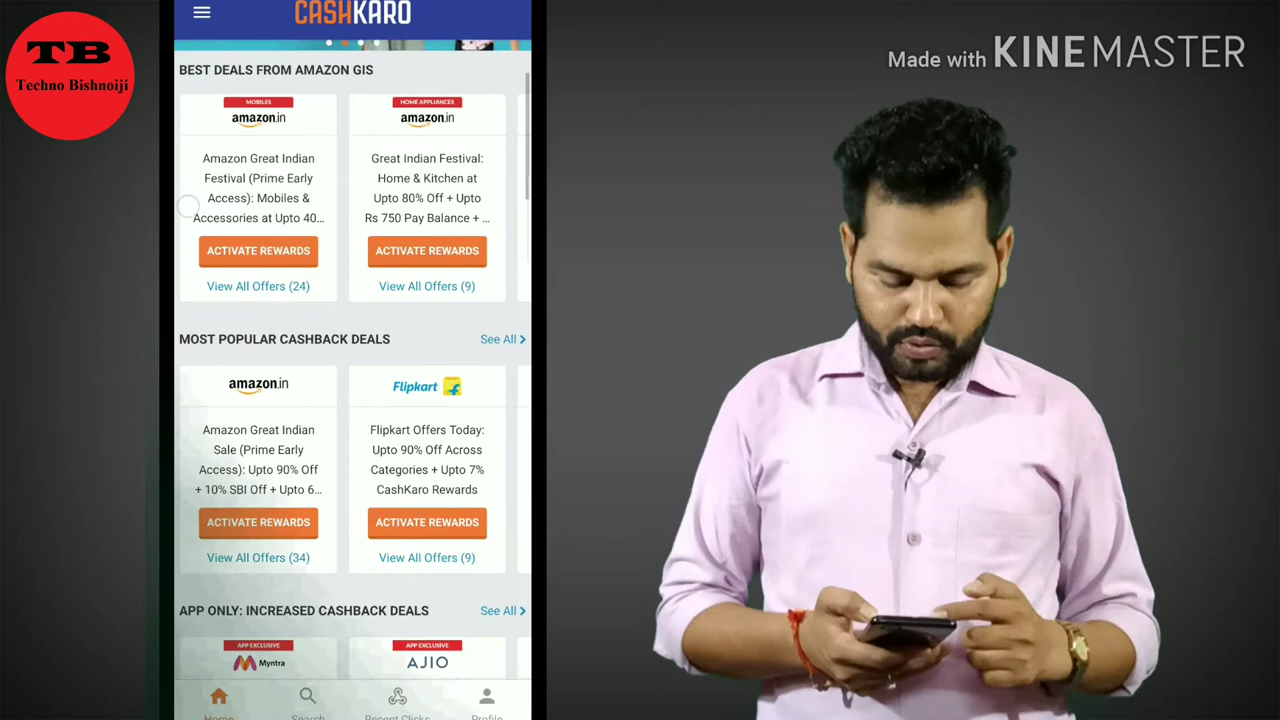 TB
Techno Bishnoiji
Made with KINEMASTER
CASHKARO
BEST DEALS FROM AMAZON GIS
MOBILES
amazon.in
Amazon Great Indian
Festival (Prime Early
Access): Mobiles &
Accessories at Upto 40...
ACTIVATE REWARDS
View All Offers (24)
HOME APPLIANCES
amazon.in
Great Indian Festival:
Home & Kitchen at
Upto 80% Off + Upto
Rs 750 Pay Balance + ...
ACTIVATE REWARDS
View All Offers (9)
MOST POPULAR CASHBACK DEALS
See All
amazon.in
Amazon Great Indian
Sale (Prime Early
Access): Upto 90% Off
+ 10% SBI Off + Upto 6...
ACTIVATE REWARDS
View All Offers (34)
Flipkart
Flipkart Offers Today:
Upto 90% Off Across
Categories + Upto 7%
CashKaro Rewards
ACTIVATE REWARDS
View All Offers (9)
APP ONLY: INCREASED CASHBACK DEALS
See All
APP EXCLUSIVE
Myntra
APP EXCLUSIVE
AJIO
Home
Search
Recent Clicks
Profile